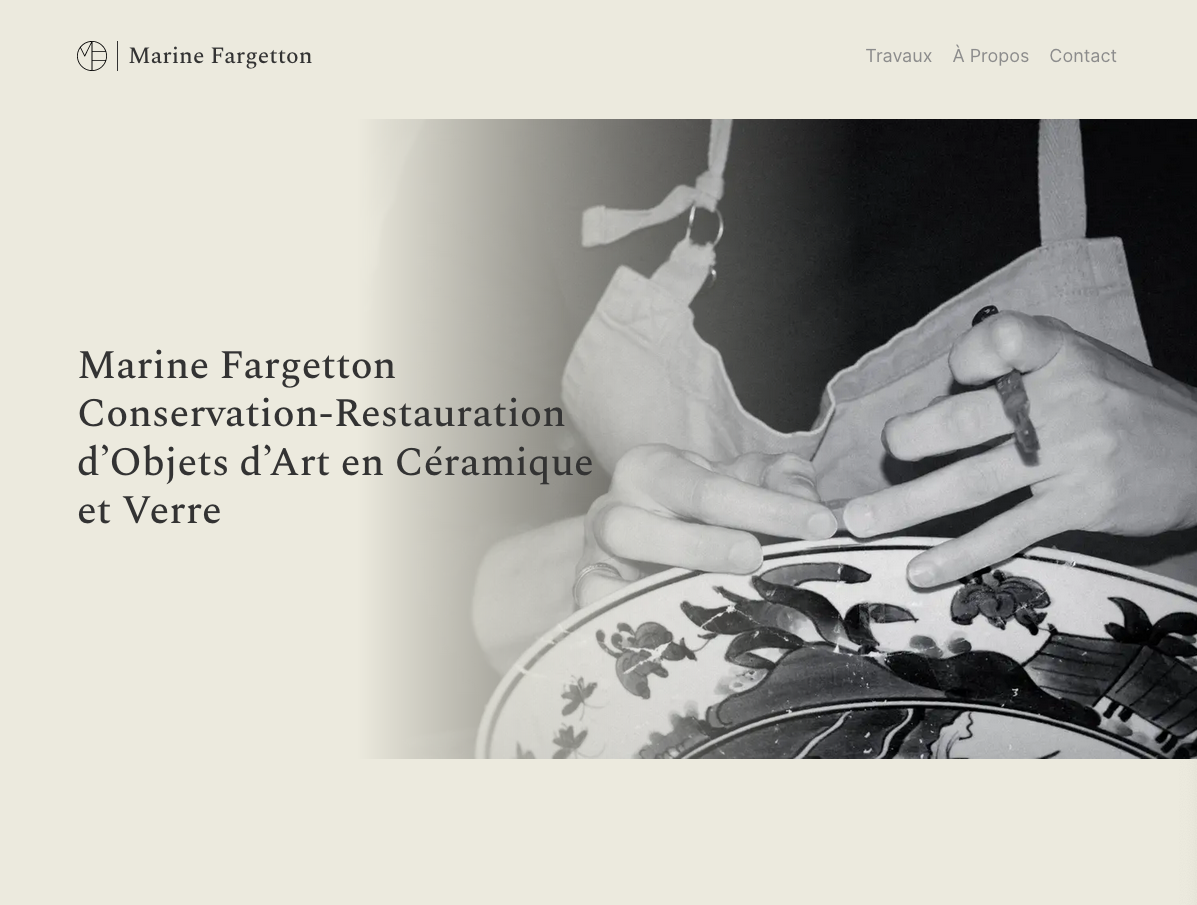 Marine Fargetton
Travaux À Propos Contact
Marine Fargetton
Conservation-Restauration
d’Objets d’Art en Céramique
et Verre